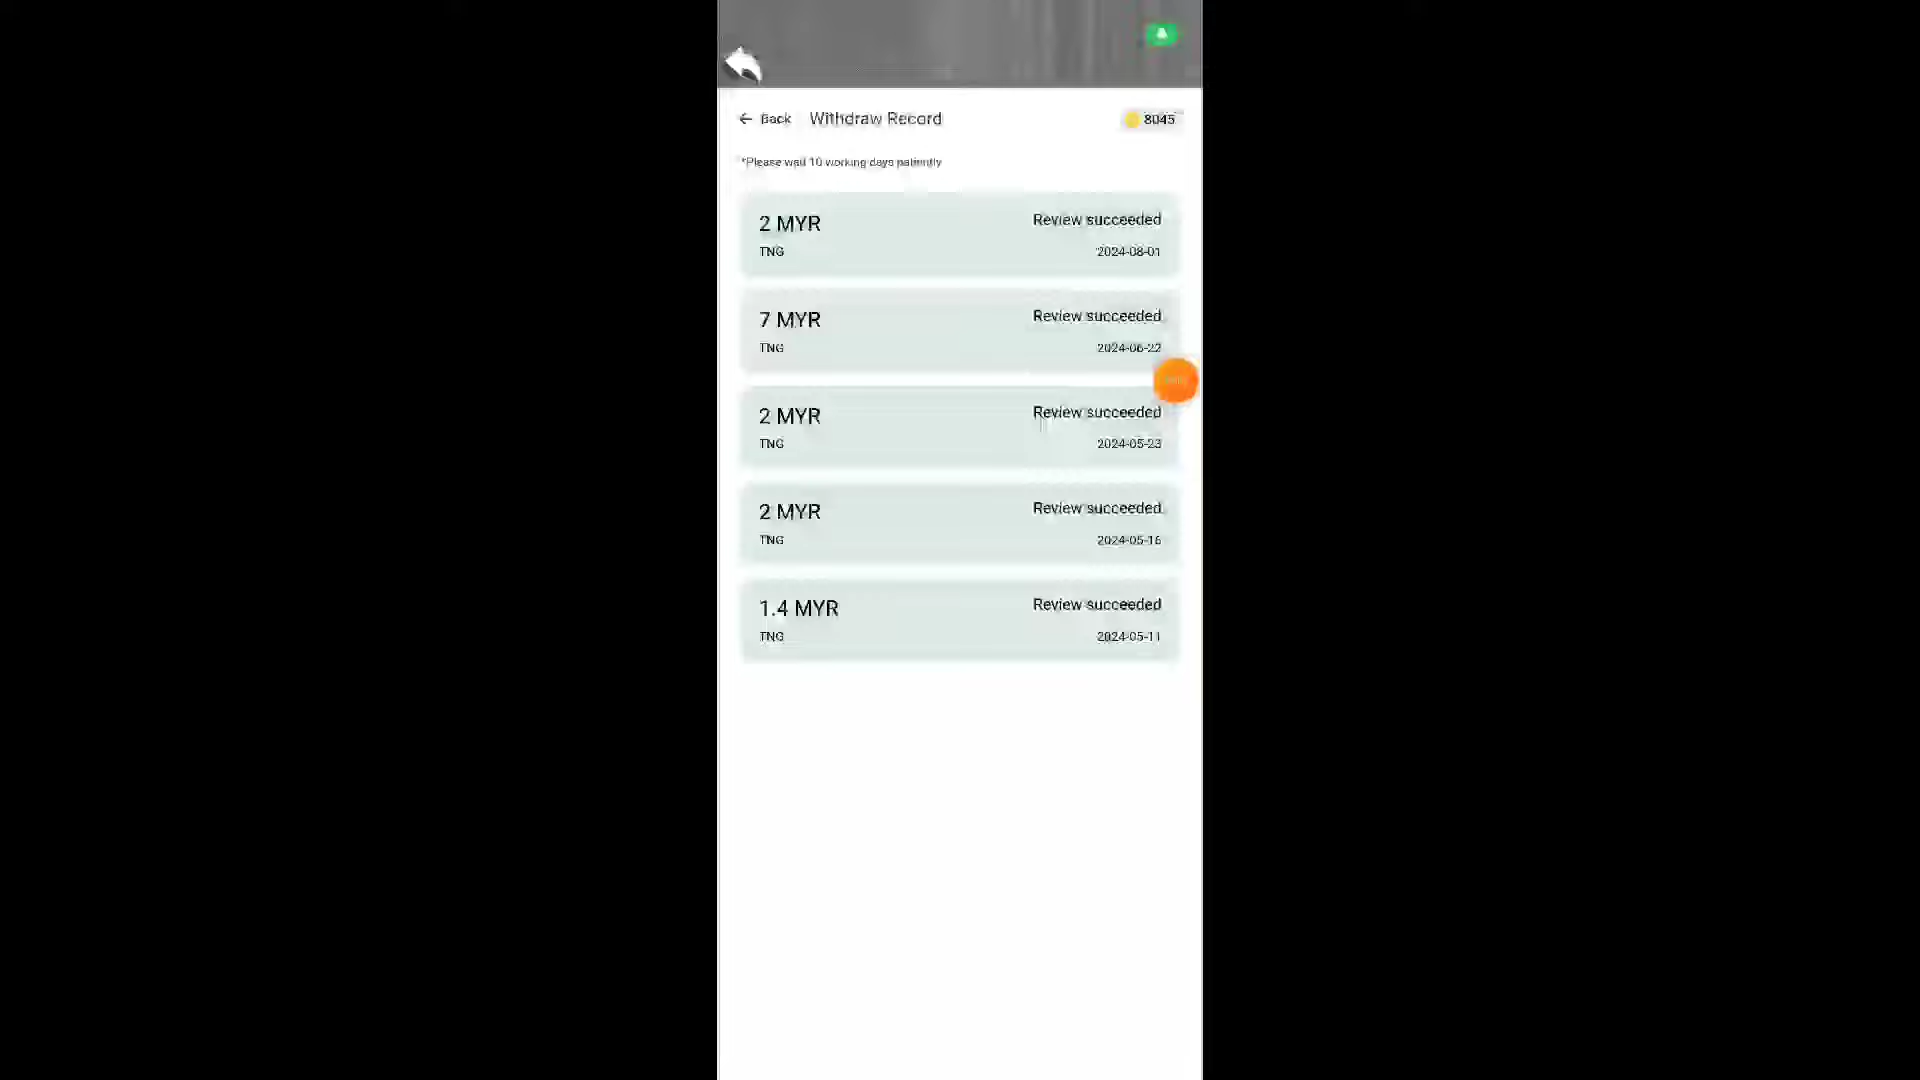 Back Withdraw Record 8045
*Please wait 10 working days patiently
2 MYR Review succeeded
TNG 2024-08-01
7 MYR Review succeeded
TNG 2024-06-22
2 MYR Review succeeded
TNG 2024-05-23
2 MYR Review succeeded
TNG 2024-05-16
1.4 MYR Review succeeded
TNG 2024-05-11